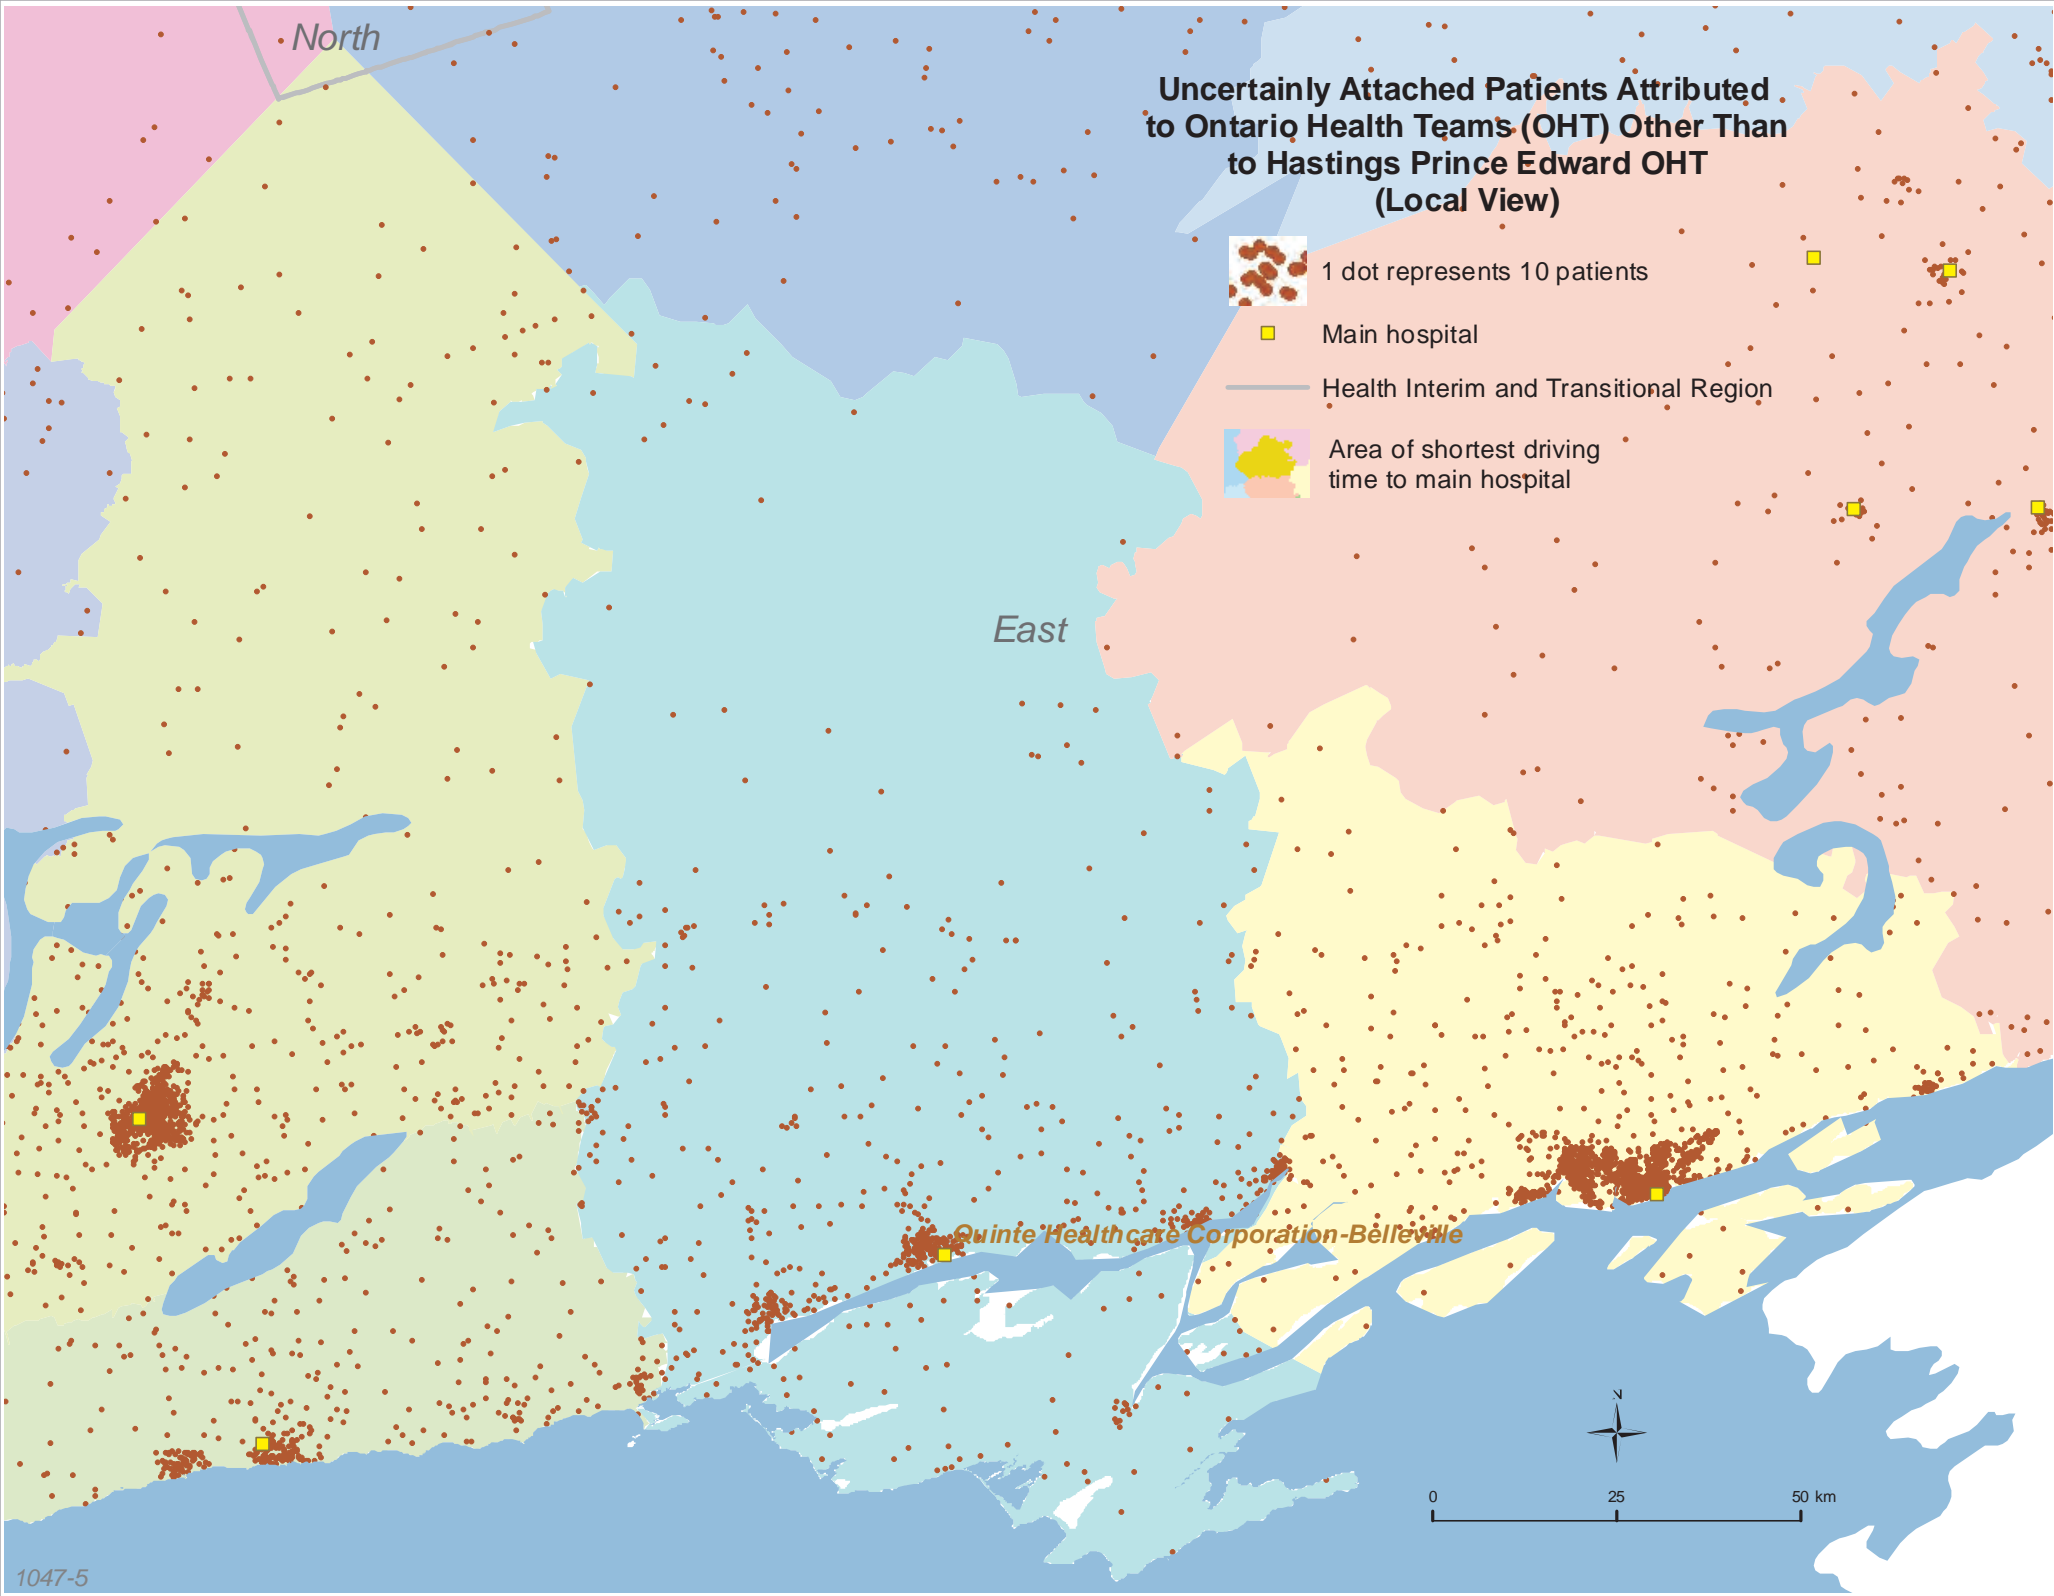 North
Uncertainly Attached Patients Attributed
to Ontario Health Teams (OHT) Other Than
to Hastings Prince Edward OHT
(Local View)
1 dot represents 10 patients
Main hospital
Health Interim and Transitional Region
Area of shortest driving
time to main hospital
East
Quinte Healthcare Corporation-Belleville
N
0 25 50 km
1047-5